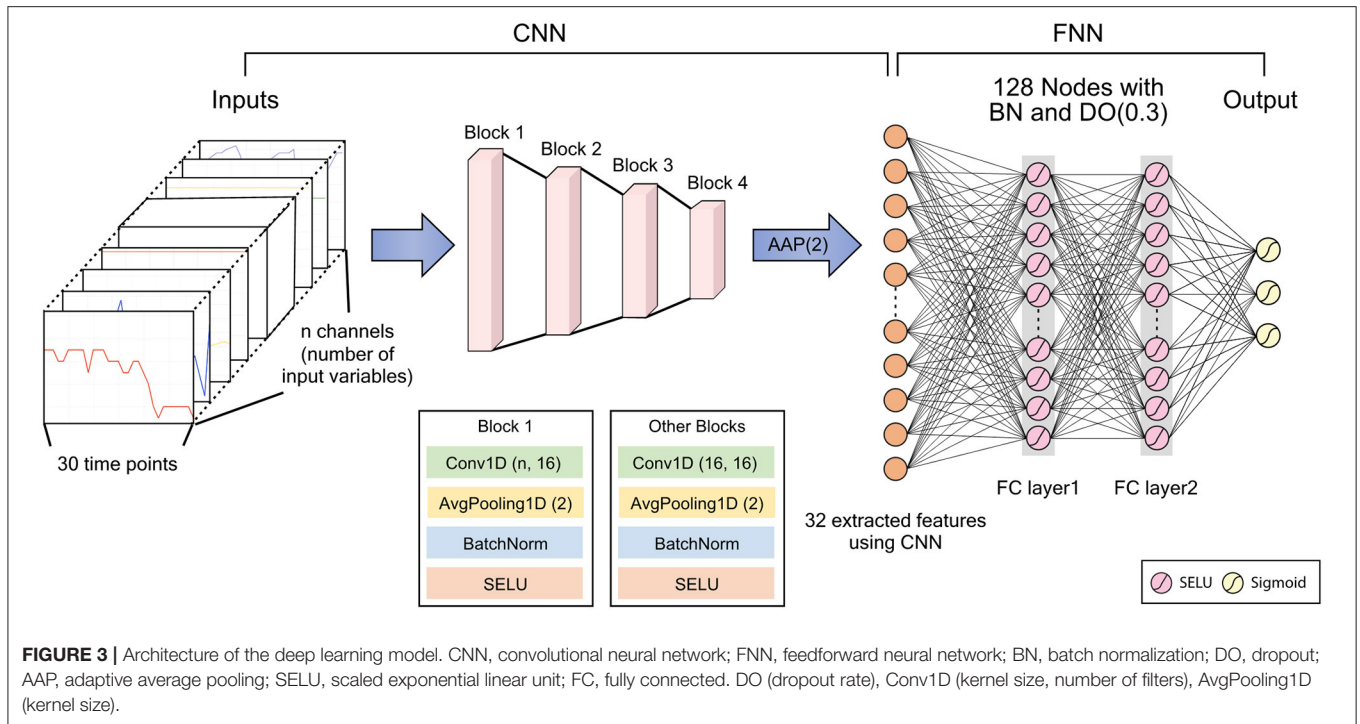 CNN
FNN
Inputs
128 Nodes with
BN and DO(0.3)
Output
Block 1
Block 2
Block 3
Block 4
AAP(2)
n channels
(number of
input variables)
30 time points
Block 1
Conv1D (n, 16)
AvgPooling1D (2)
BatchNorm
SELU
Other Blocks
Conv1D (16, 16)
AvgPooling1D (2)
BatchNorm
SELU
32 extracted features
using CNN
FC layer1
FC layer2
SELU
Sigmoid
FIGURE 3 | Architecture of the deep learning model. CNN, convolutional neural network; FNN, feedforward neural network; BN, batch normalization; DO, dropout;
AAP, adaptive average pooling; SELU, scaled exponential linear unit; FC, fully connected. DO (dropout rate), Conv1D (kernel size, number of filters), AvgPooling1D
(kernel size).